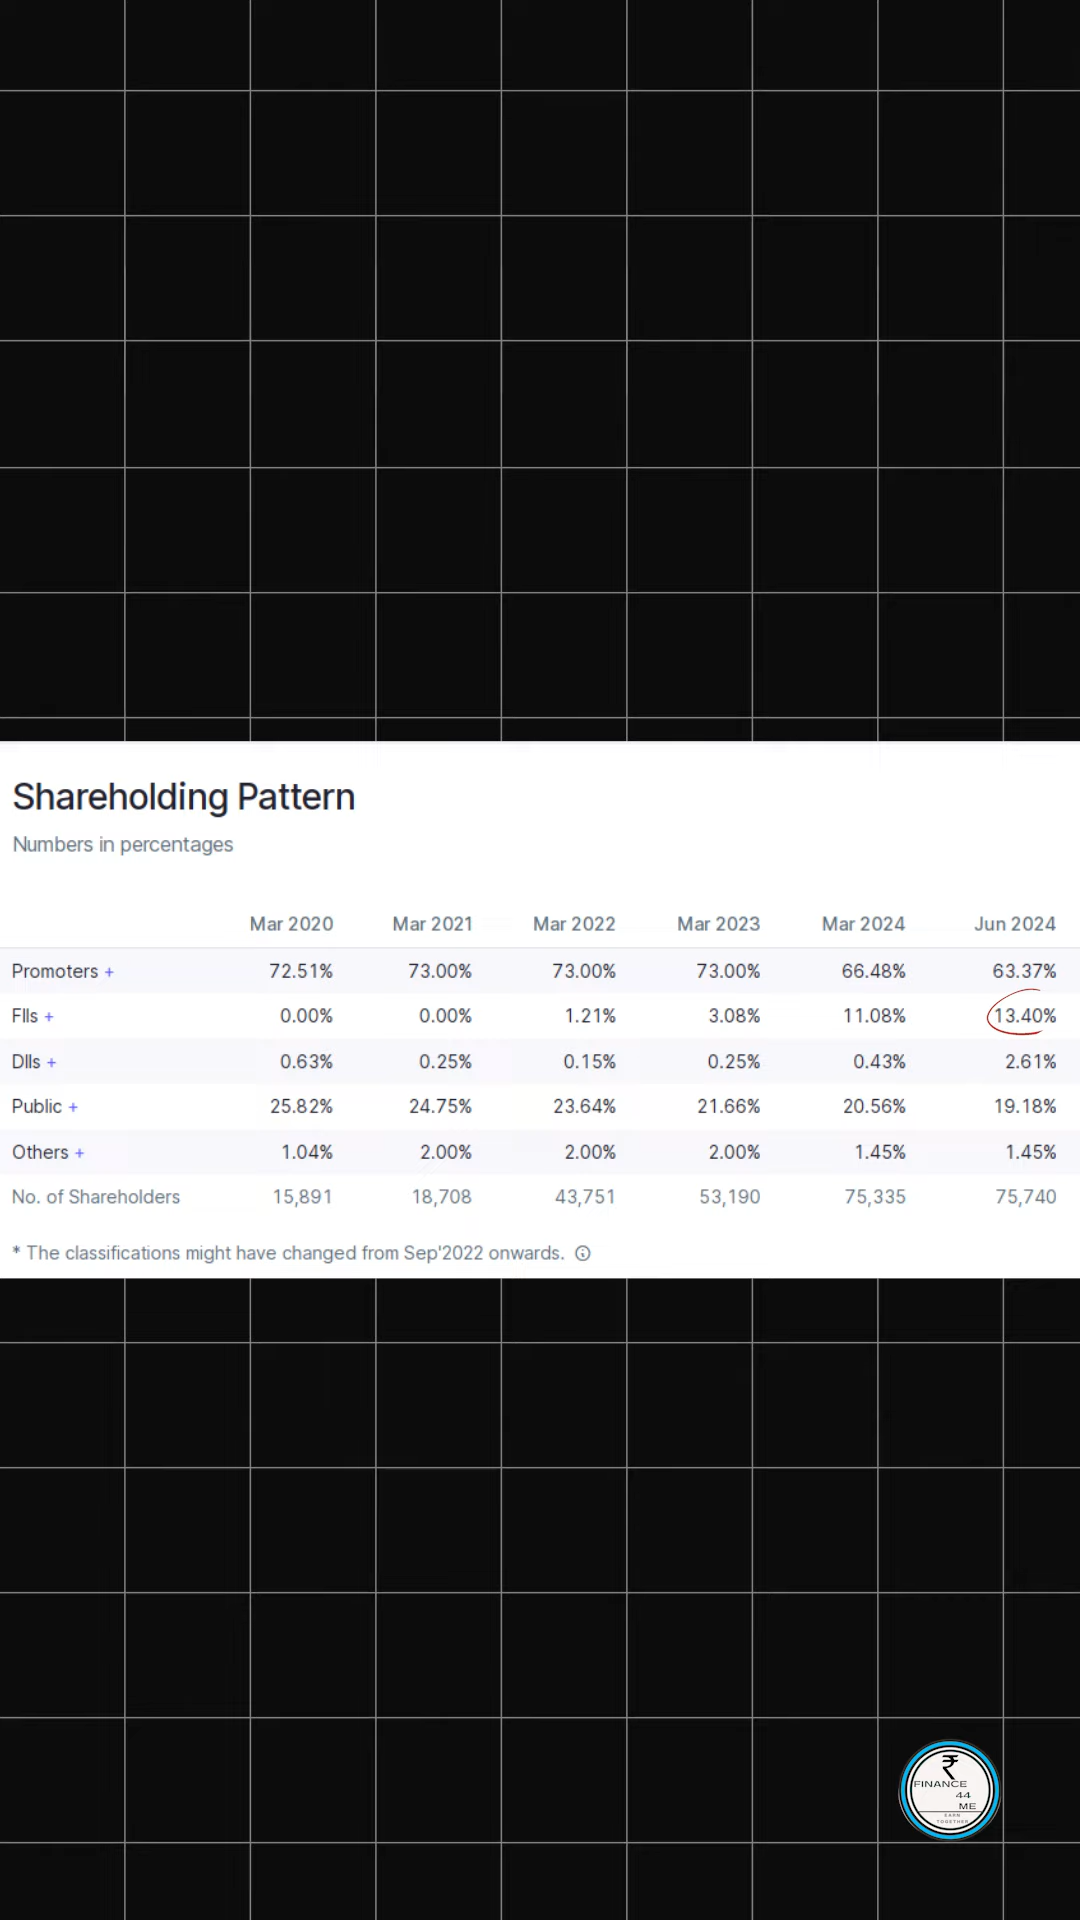 Shareholding Pattern
Numbers in percentages
Mar 2020 Mar 2021 Mar 2022 Mar 2023 Mar 2024 Jun 2024
Promoters + 72.51% 73.00% 73.00% 73.00% 66.48% 63.37%
FIIs + 0.00% 0.00% 1.21% 3.08% 11.08% 13.40%
DIIs + 0.63% 0.25% 0.15% 0.25% 0.43% 2.61%
Public + 25.82% 24.75% 23.64% 21.66% 20.56% 19.18%
Others + 1.04% 2.00% 2.00% 2.00% 1.45% 1.45%
No. of Shareholders 15,891 18,708 43,751 53,190 75,335 75,740
* The classifications might have changed from Sep'2022 onwards.
₹
FINANCE
44
ME
EARN
TOGETHER